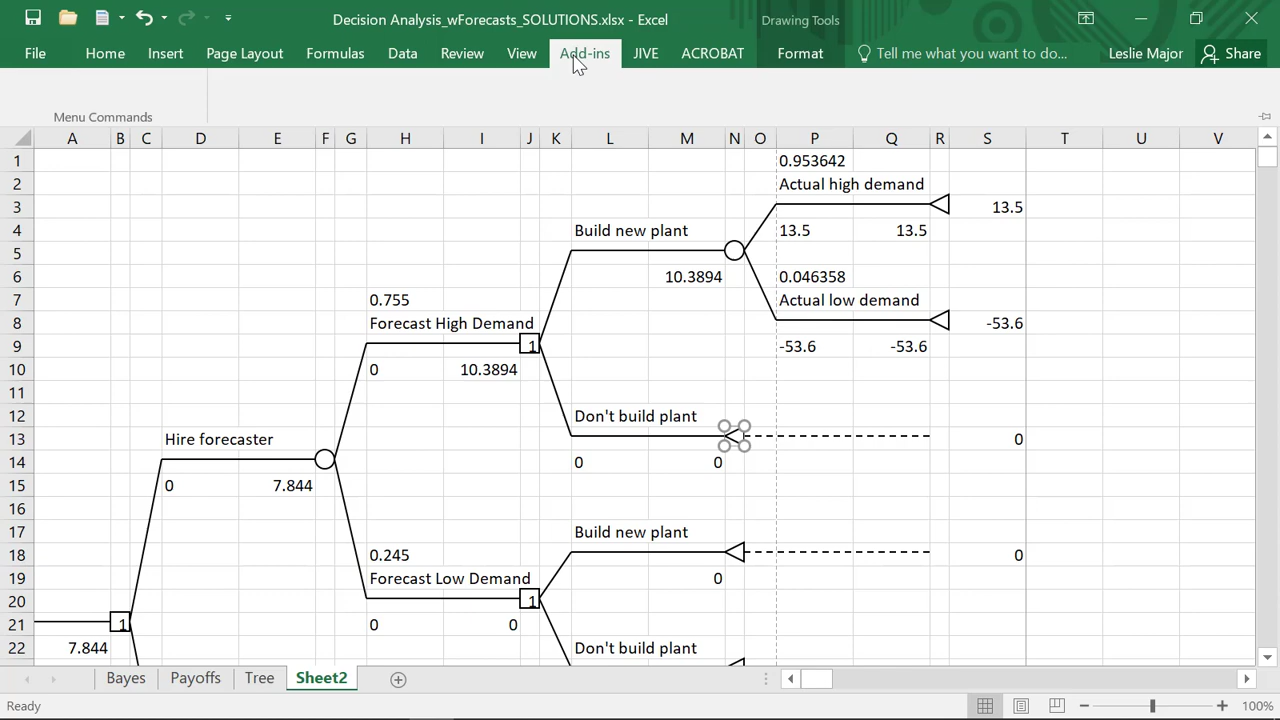 Decision Analysis_wForecasts_SOLUTIONS.xlsx - Excel
Drawing Tools
File Home Insert Page Layout Formulas Data Review View Add-ins JIVE ACROBAT Format Tell me what you want to do... Leslie Major Share
Menu Commands
A B C D E F G H I J K L M N O P Q R S T U V
1 0.953642
2 Actual high demand
3 13.5
4 Build new plant 13.5 13.5
5
6 10.3894 0.046358
7 0.755 Actual low demand
8 Forecast High Demand -53.6
9 1 -53.6 -53.6
10 0 10.3894
11
12 Don't build plant
13 Hire forecaster 0
14 0 0
15 0 7.844
16
17 Build new plant
18 0.245 0
19 Forecast Low Demand 0
20 1
21 1 0 0
22 7.844 Don't build plant
Bayes Payoffs Tree Sheet2
Ready 100%